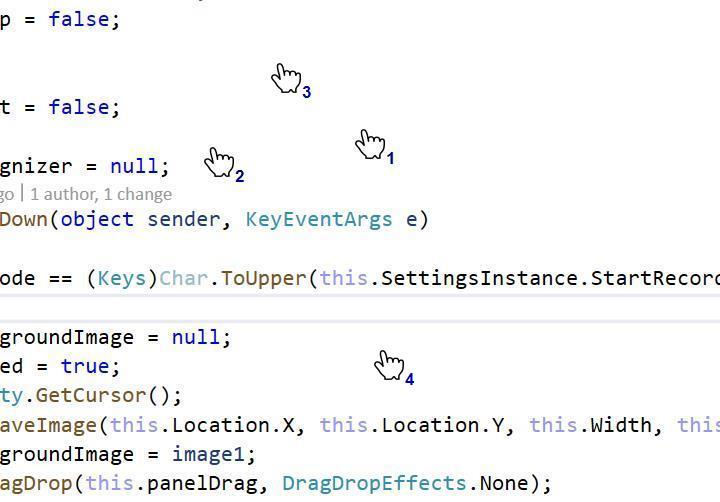 p = false;
3
t = false;
1
gnizer = null;
2
go | 1 author, 1 change
Down(object sender, KeyEventArgs e)
ode == (Keys)Char.ToUpper(this.SettingsInstance.StartRecord
groundImage = null;
ed = true;
4
ty.GetCursor();
aveImage(this.Location.X, this.Location.Y, this.Width, this
groundImage = image1;
agDrop(this.panelDrag, DragDropEffects.None);